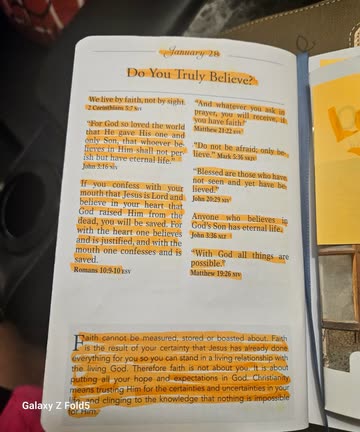 January 28
Do You Truly Believe?
We live by faith, not by sight.
2 Corinthians 5:7
"For God so loved the world
that He gave His one and
only Son, that whoever be-
lieves in Him shall not per-
ish but have eternal life."
John 3:16 NIV
If you confess with your
mouth that Jesus is Lord and
believe in your heart that
God raised Him from the
dead, you will be saved. For
with the heart one believes
and is justified, and with the
mouth one confesses and is
saved.
Romans 10:9-10 ESV
"And whatever you ask in
prayer, you will receive, if
you have faith."
Matthew 21:22
"Do not be afraid; only be-
lieve." Mark 5:36 NKJV
"Blessed are those who have
not seen and yet have be-
lieved."
John 20:29 NIV
Anyone who believes in
God's Son has eternal life.
John 3:36 NLT
"With God all things are
possible."
Matthew 19:26 NIV
Faith cannot be measured, stored or boasted about. Faith
is the result of your certainty that Jesus has already done
everything for you so you can stand in a living relationship with
the living God. Therefore faith is not about you. It is about
putting all your hope and expectations in God. Christianity
means trusting Him for the certainties and uncertainties in your
life and clinging to the knowledge that nothing is impossible
for Him.
Galaxy Z Fold5